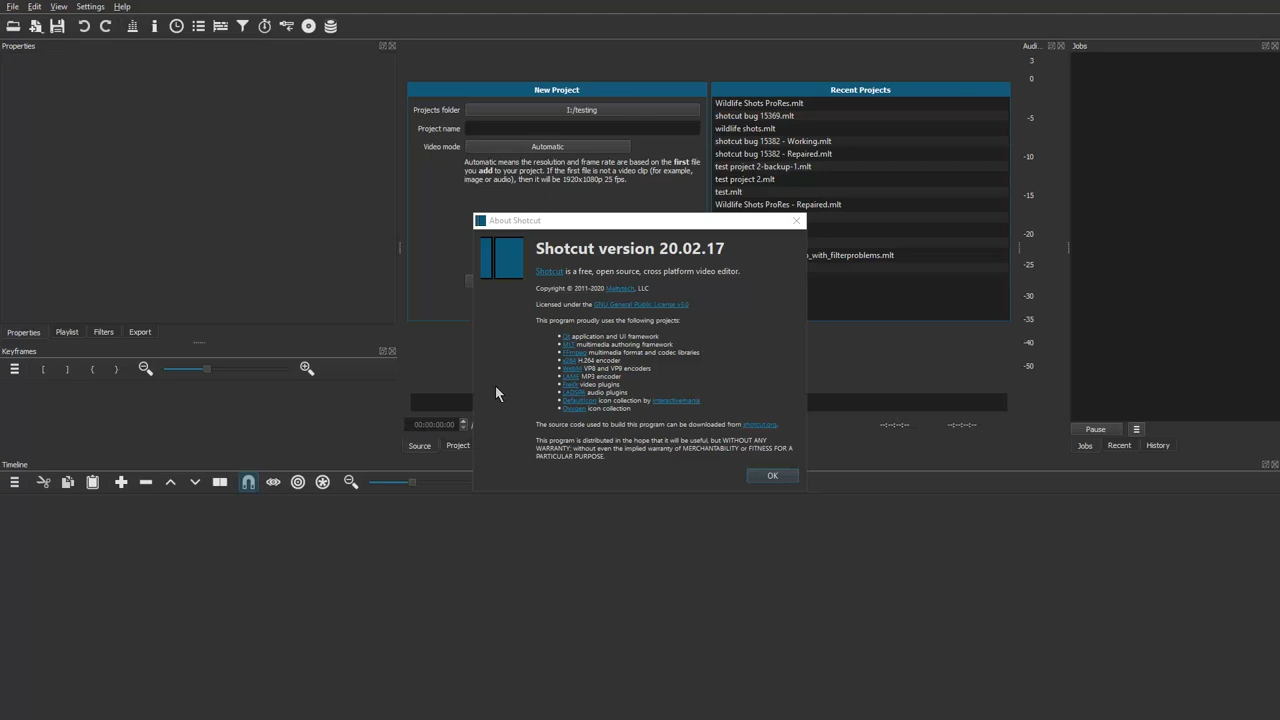 File Edit View Settings Help
Properties
Audi...
Jobs
New Project
Projects folder I:/testing
Project name
Video mode Automatic
Automatic means the resolution and frame rate are based on the first file
you add to your project. If the first file is not a video clip (for example,
image or audio), then it will be 1920x1080p 25 fps.
Recent Projects
Wildlife Shots ProRes.mlt
shotcut bug 15369.mlt
wildlife shots.mlt
shotcut bug 15382 - Working.mlt
shotcut bug 15382 - Repaired.mlt
test project 2-backup-1.mlt
test project 2.mlt
test.mlt
Wildlife Shots ProRes - Repaired.mlt
_with_filterproblems.mlt
3
0
-5
-10
-15
-20
-25
-30
-35
-40
-50
About Shotcut
Shotcut version 20.02.17
Shotcut is a free, open source, cross platform video editor.
Copyright © 2011-2020 Meltytech, LLC
Licensed under the GNU General Public License v3.0
This program proudly uses the following projects:
Qt application and UI framework
MLT multimedia authoring framework
FFmpeg multimedia format and codec libraries
x264 H.264 encoder
WebM VP8 and VP9 encoders
LAME MP3 encoder
Frei0r video plugins
LADSPA audio plugins
DefaultIcon icon collection by interactivemania
Oxygen icon collection
The source code used to build this program can be downloaded from shotcut.org.
This program is distributed in the hope that it will be useful, but WITHOUT ANY
WARRANTY; without even the implied warranty of MERCHANTABILITY or FITNESS FOR A
PARTICULAR PURPOSE.
OK
Properties Playlist Filters Export
Keyframes
00:00:00:00 /
--:--:--:-- --:--:--:--
Source Project
Pause
Jobs Recent History
Timeline